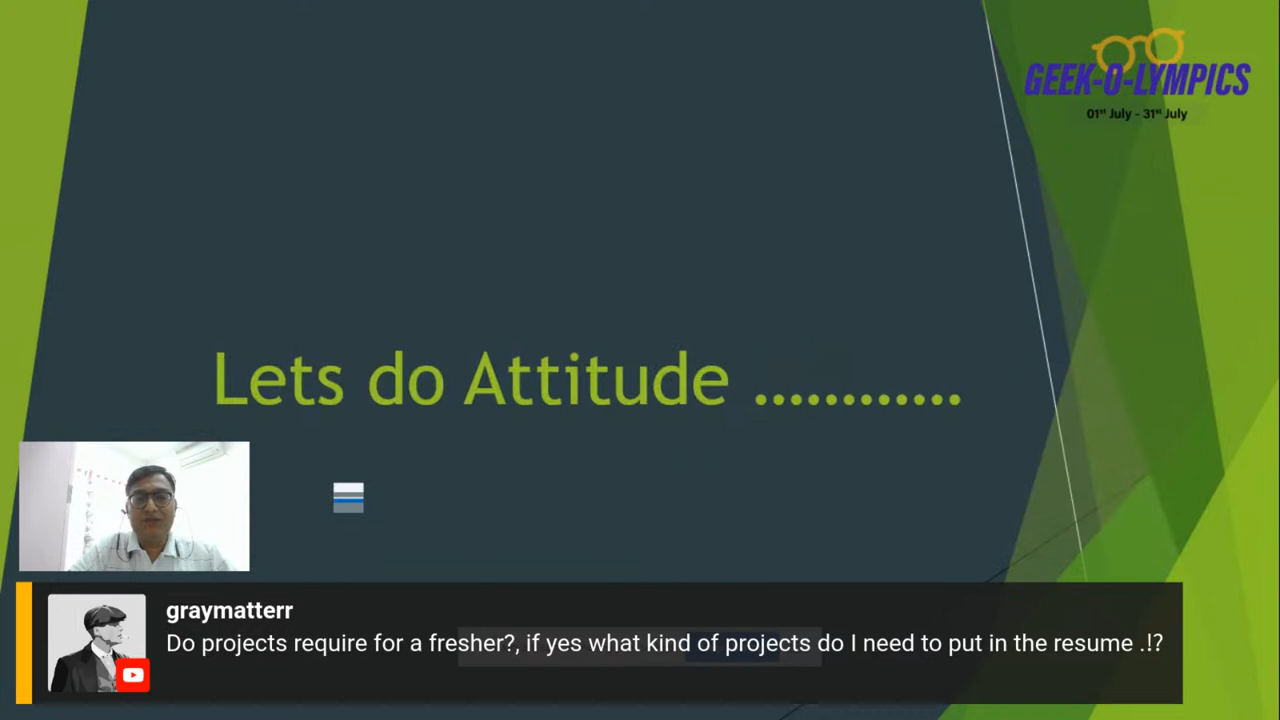 GEEK-O-LYMPICS
01st July - 31st July
Lets do Attitude ............
graymatterr
Do projects require for a fresher?, if yes what kind of projects do I need to put in the resume .!?